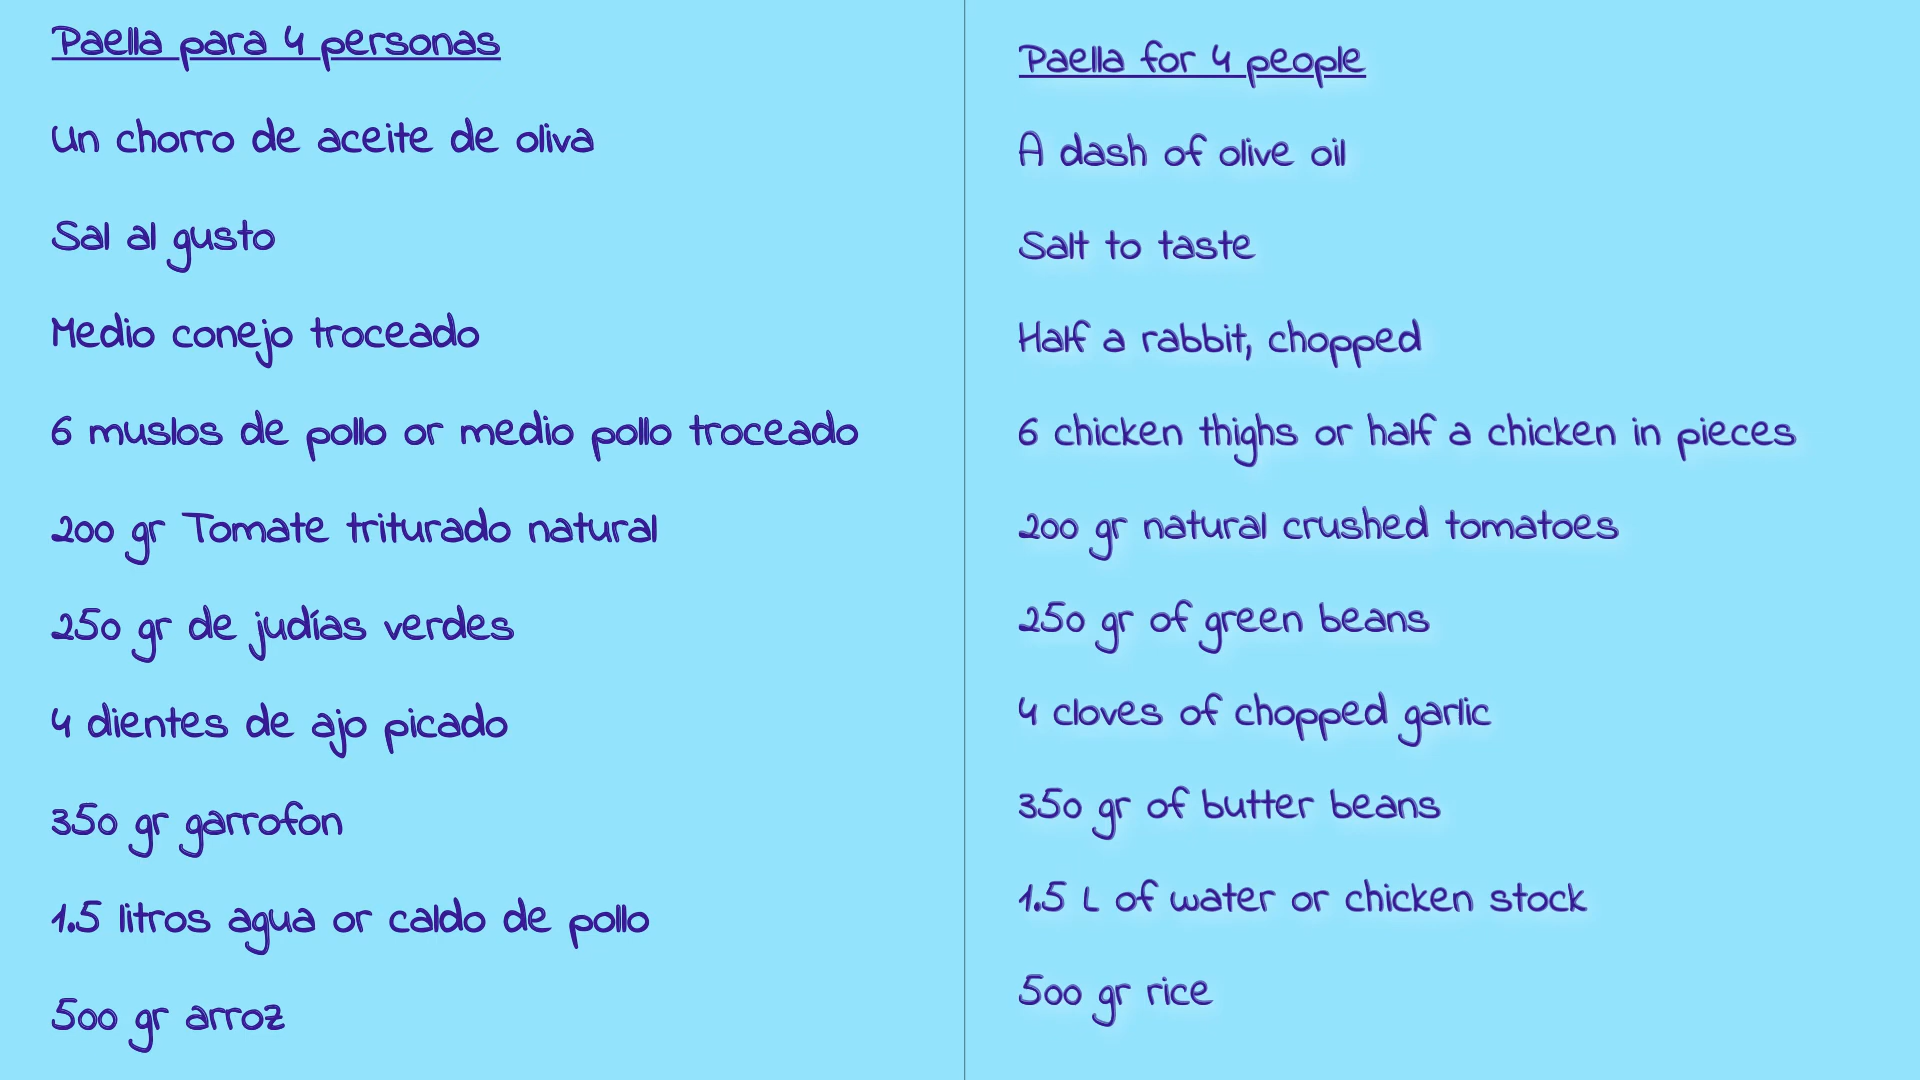 Paella para 4 personas
Un chorro de aceite de oliva
Sal al gusto
Medio conejo troceado
6 muslos de pollo or medio pollo troceado
200 gr Tomate triturado natural
250 gr de judías verdes
4 dientes de ajo picado
350 gr garrofon
1.5 litros agua or caldo de pollo
500 gr arroz
Paella for 4 people
A dash of olive oil
Salt to taste
Half a rabbit, chopped
6 chicken thighs or half a chicken in pieces
200 gr natural crushed tomatoes
250 gr of green beans
4 cloves of chopped garlic
350 gr of butter beans
1.5 L of water or chicken stock
500 gr rice